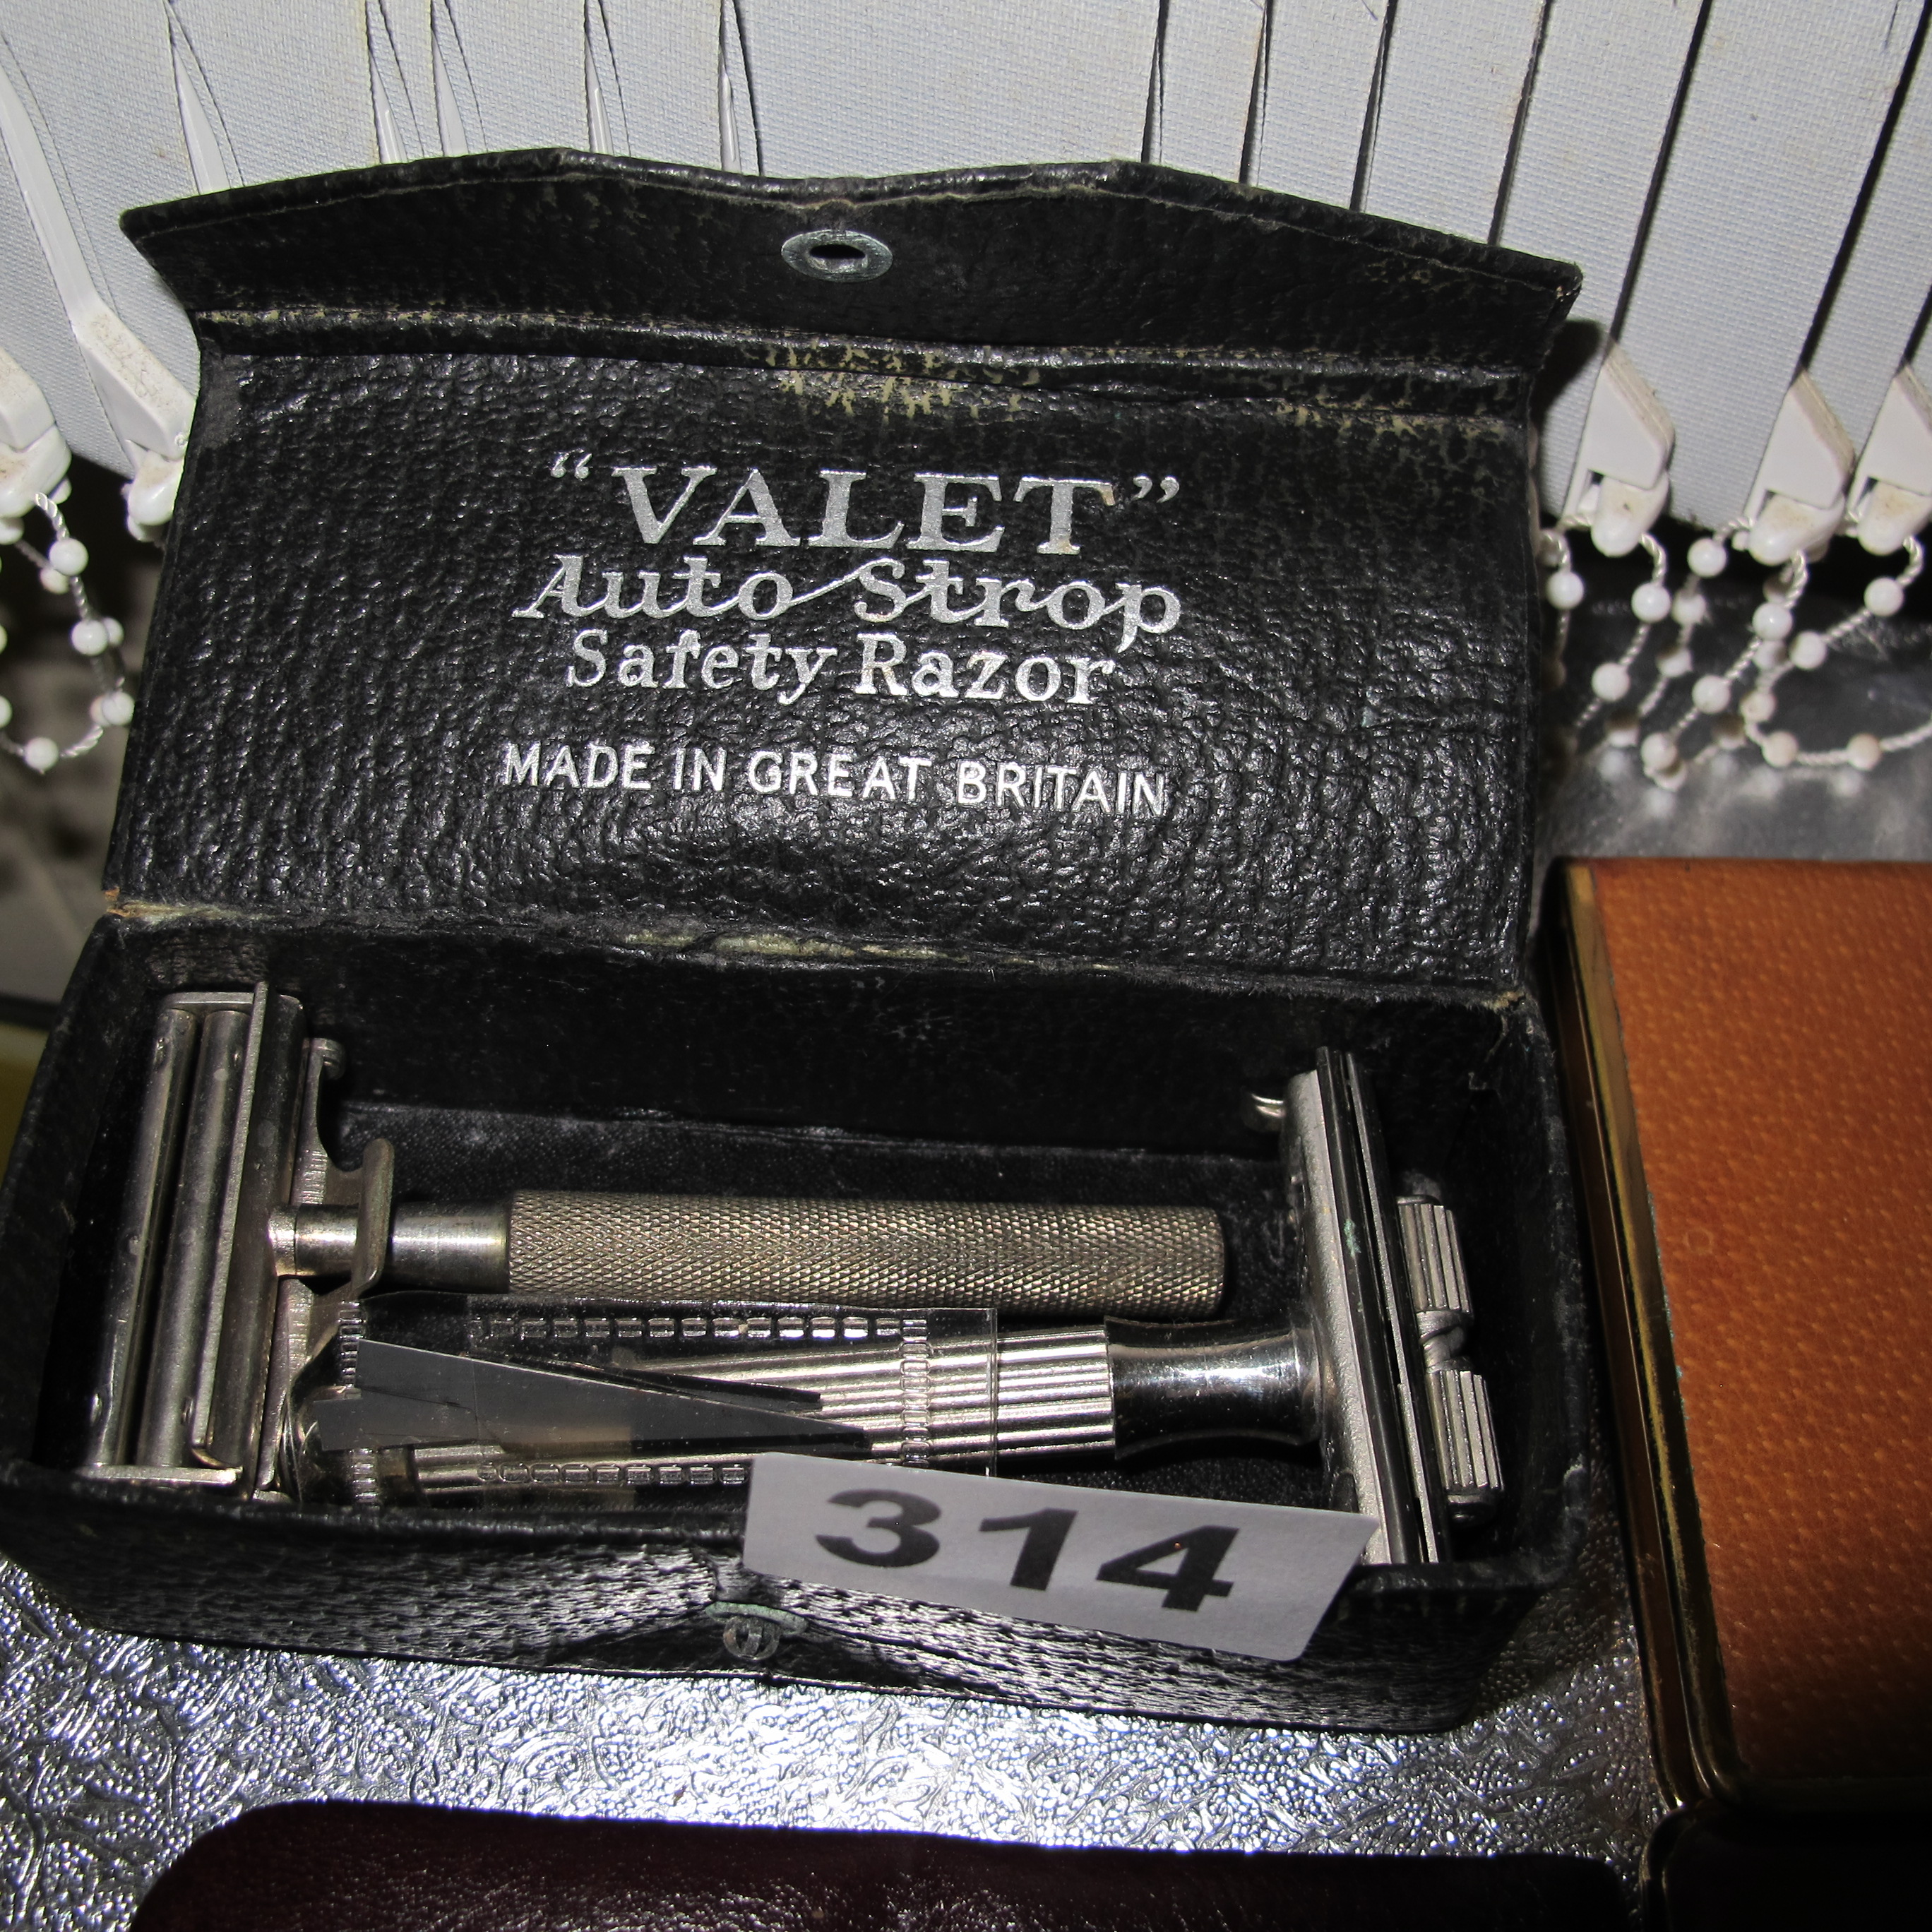 “VALET”
Auto Strop
Safety Razor
MADE IN GREAT BRITAIN
314